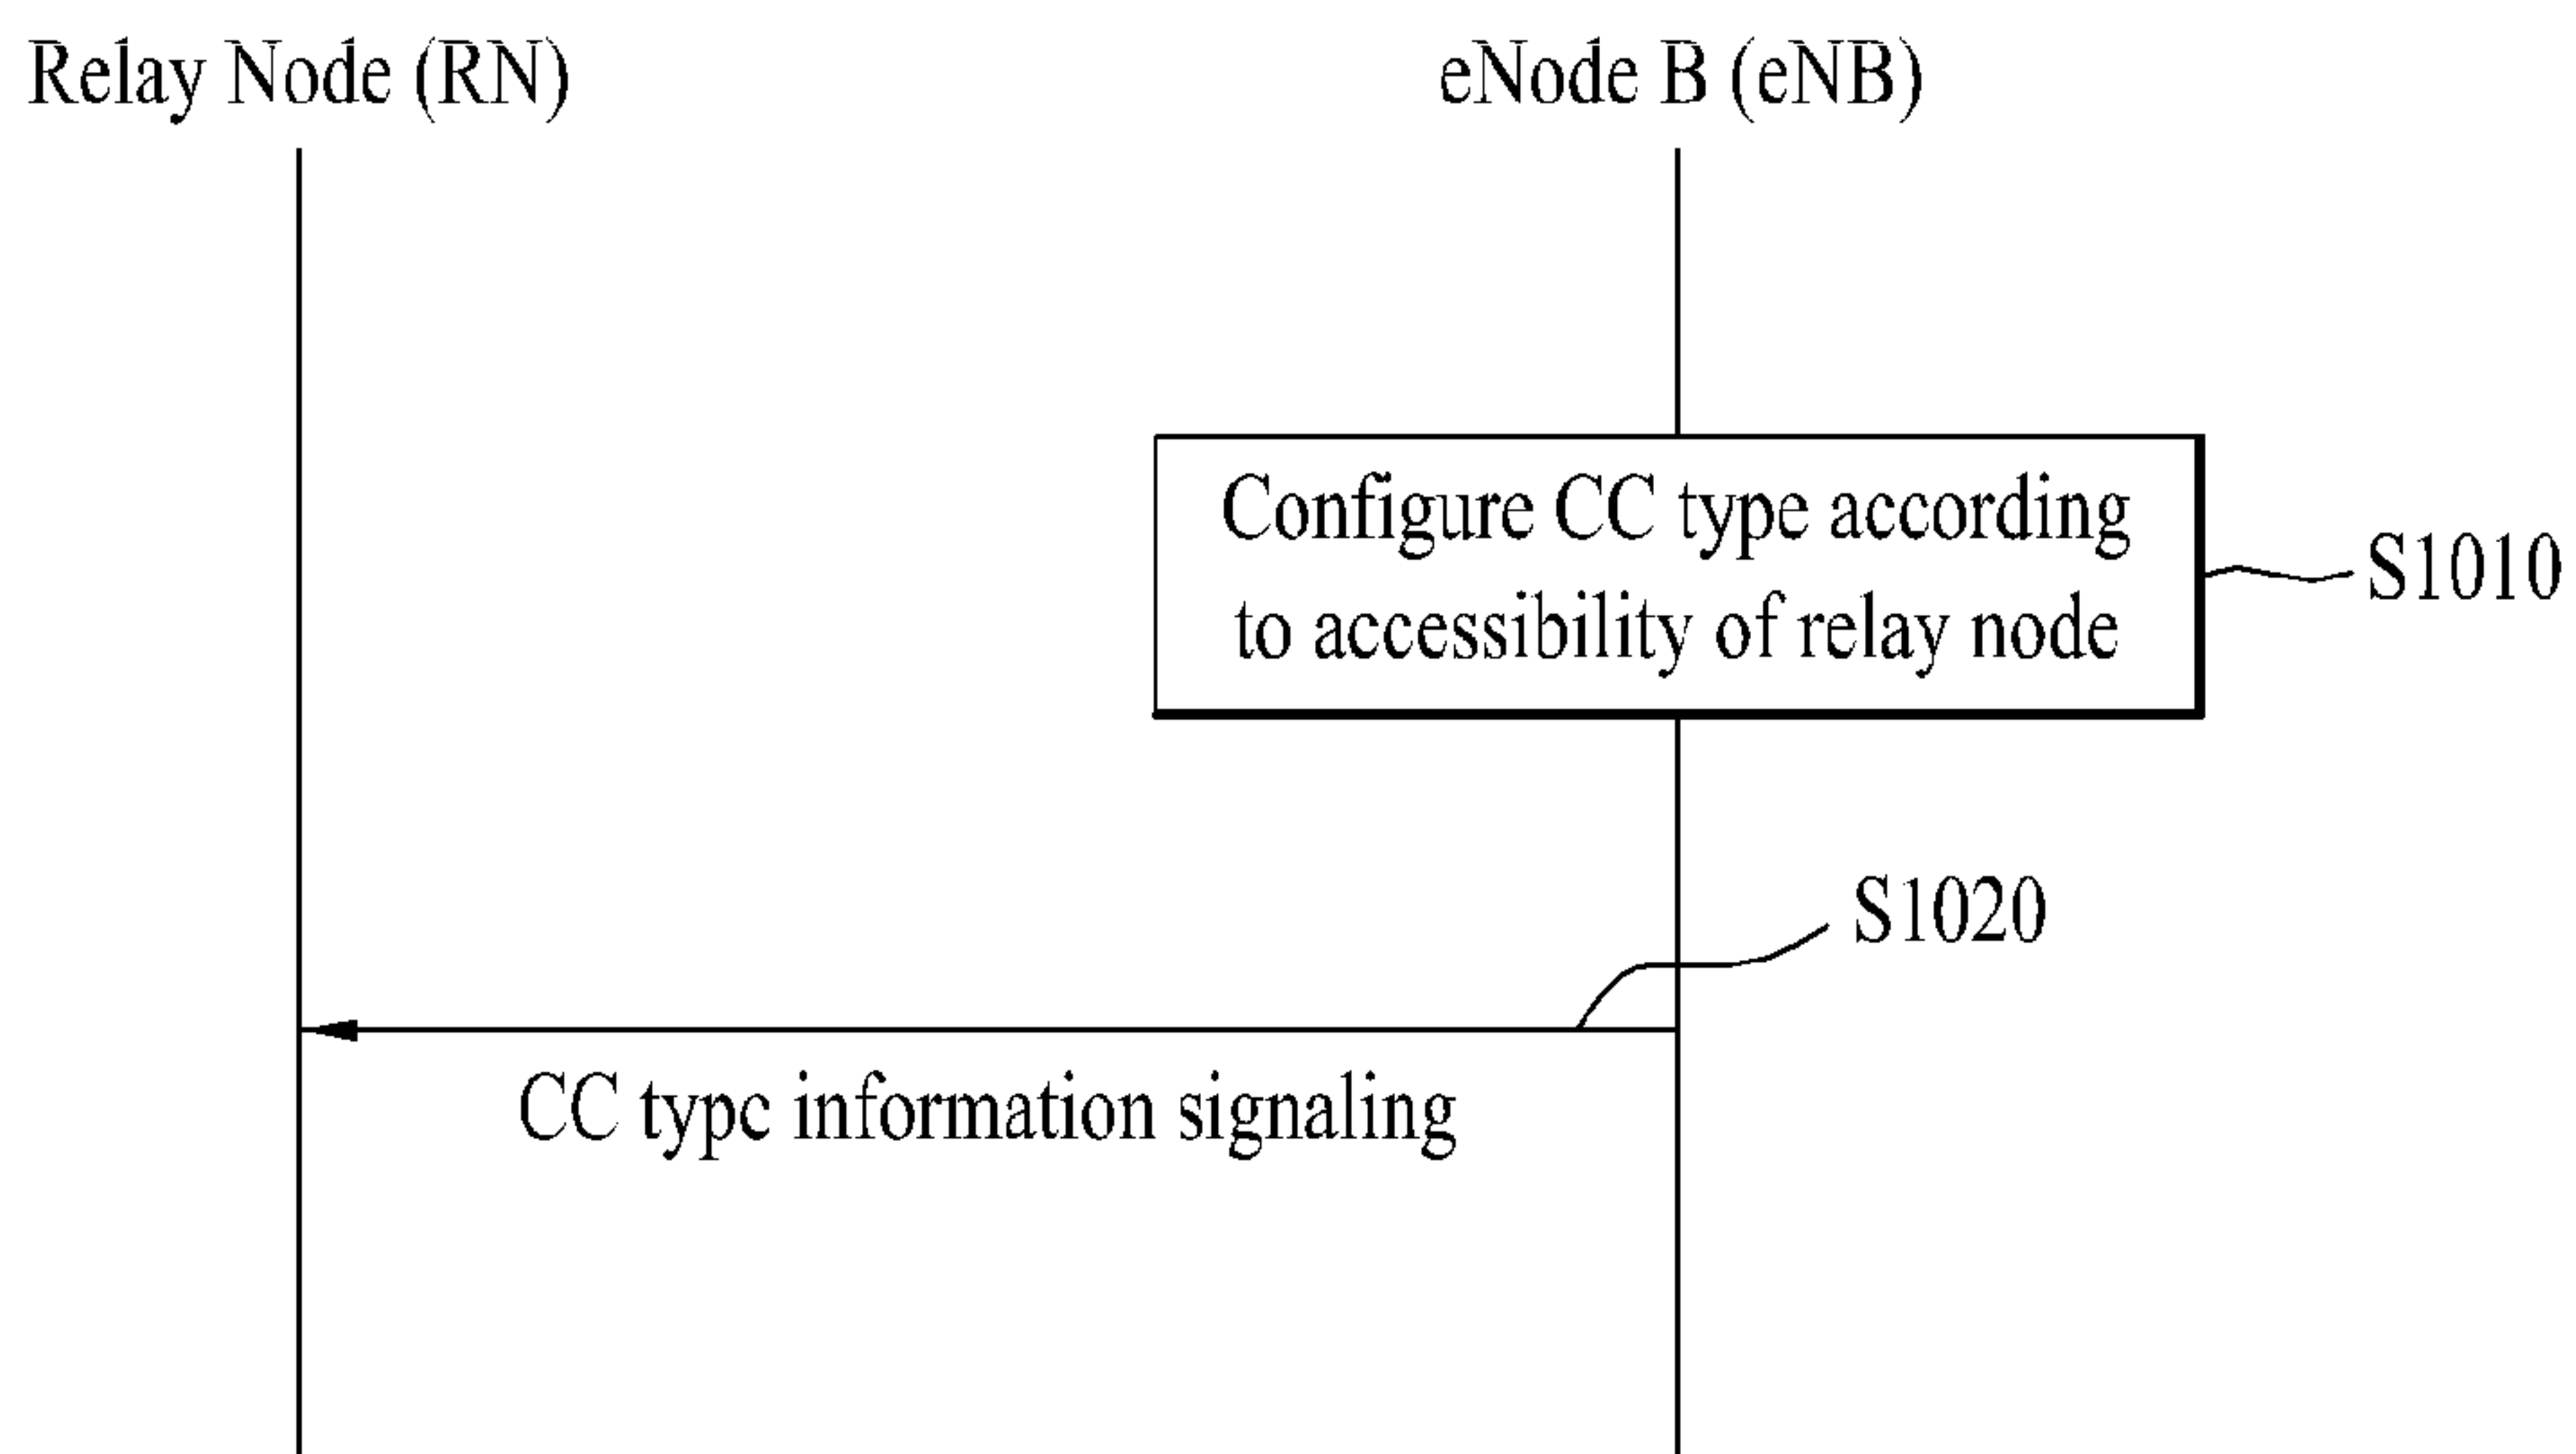 Relay Node (RN)
eNode B (eNB)
Configure CC type according
to accessibility of relay node
S1010
S1020
CC type information signaling